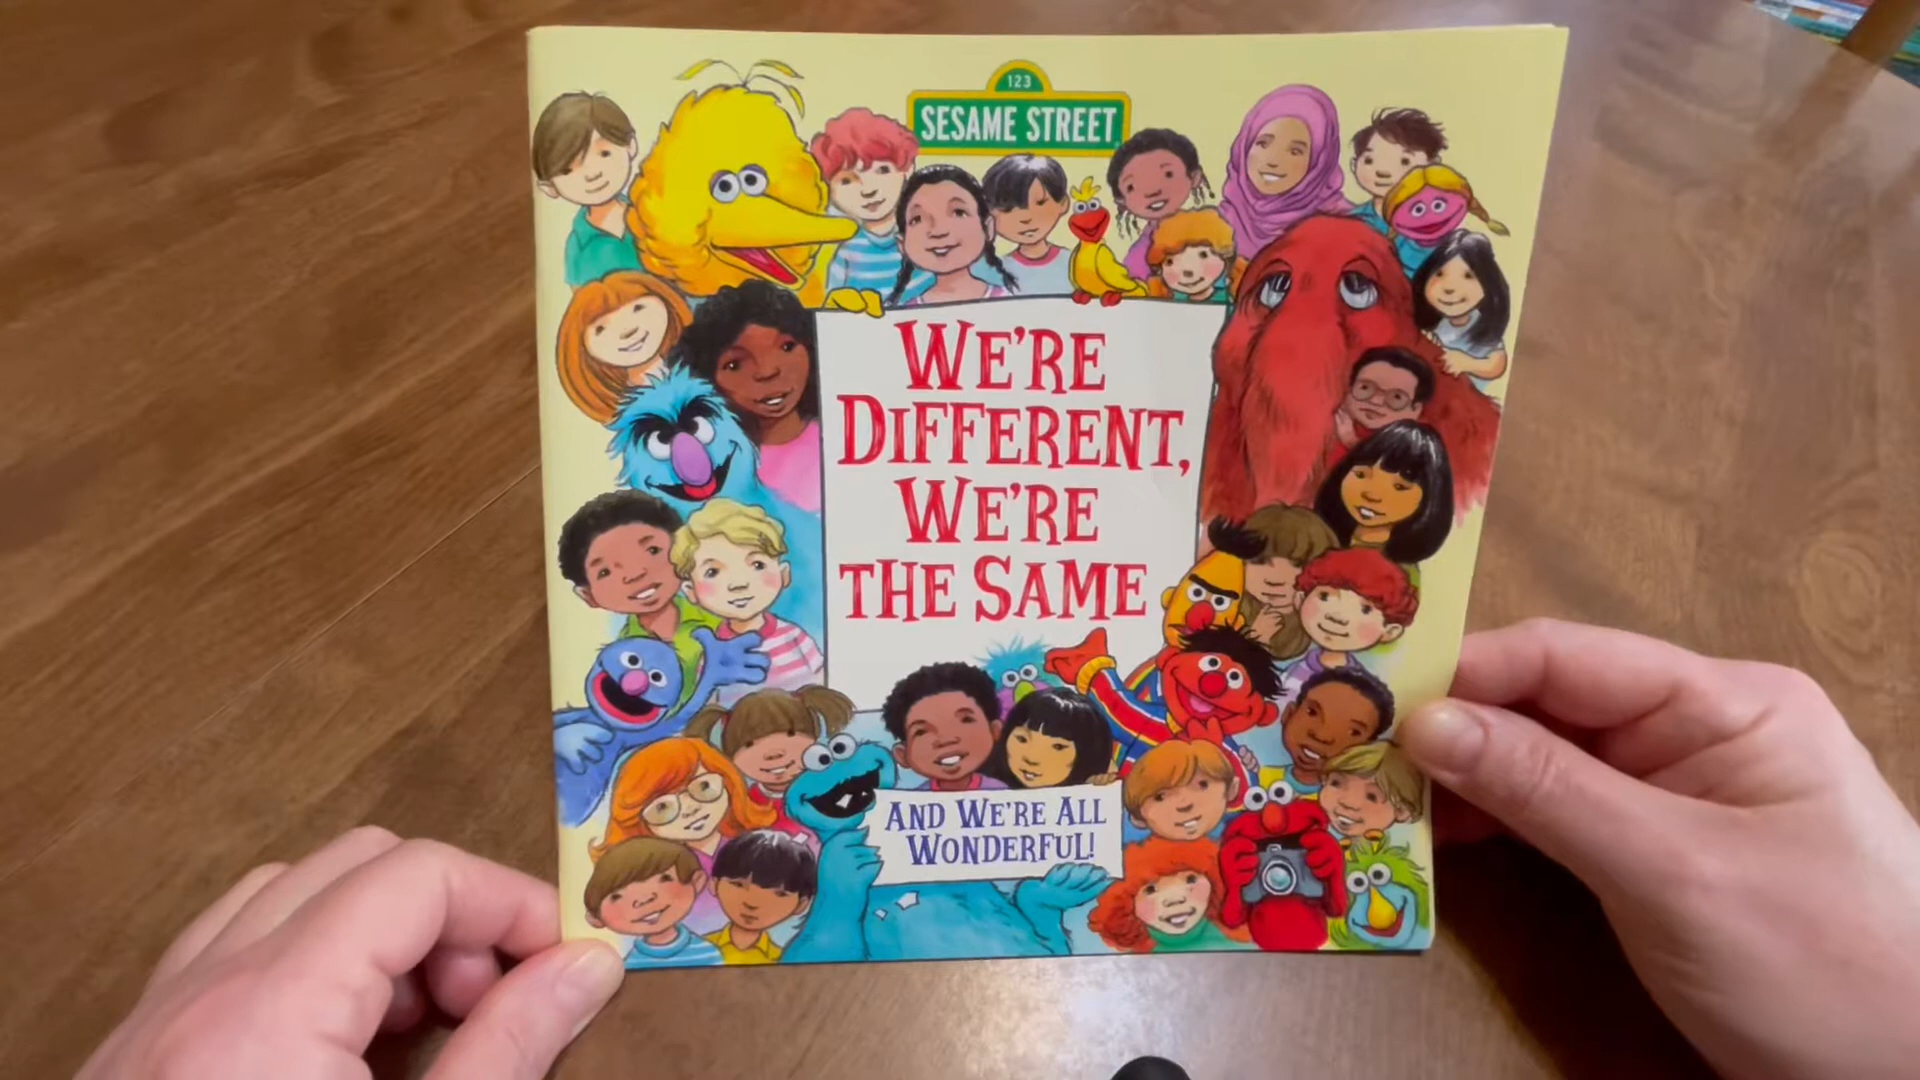 123
SESAME STREET
WE'RE
DIFFERENT,
WE'RE
THE SAME
AND WE'RE ALL
WONDERFUL!